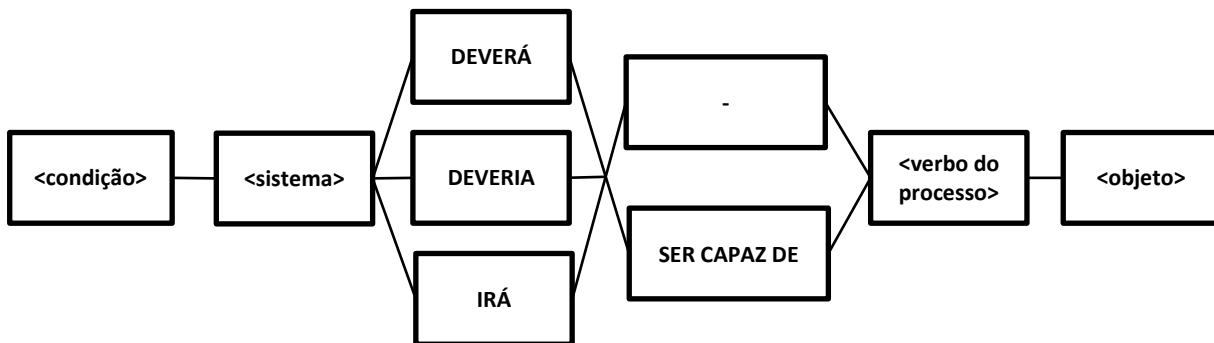 <condição>
<sistema>
DEVERÁ
DEVERIA
IRÁ
-
SER CAPAZ DE
<verbo do
processo>
<objeto>